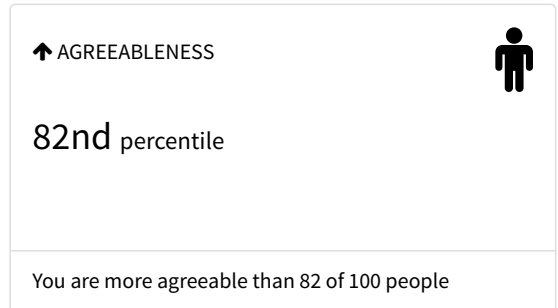 AGREEABLENESS
82nd percentile
You are more agreeable than 82 of 100 people